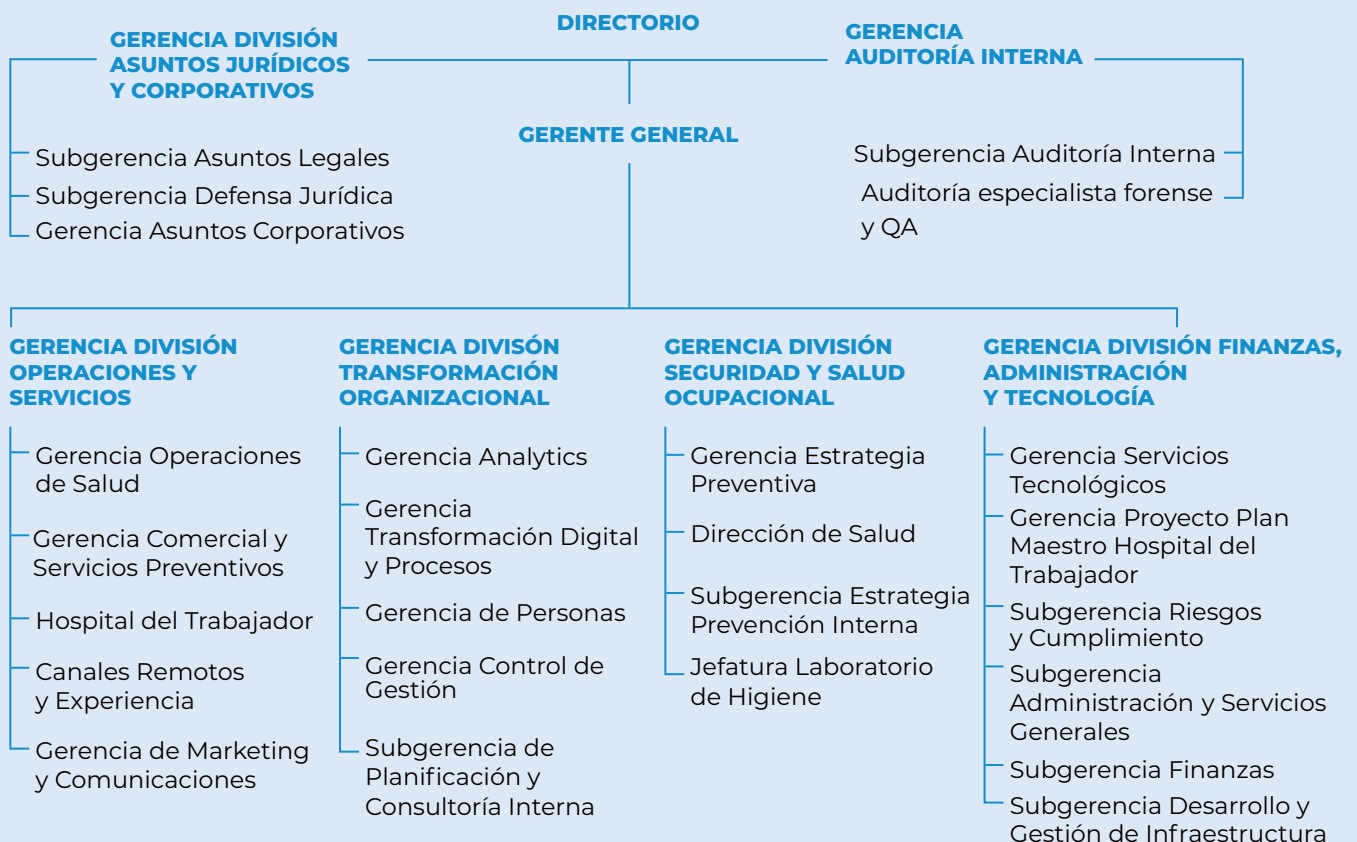 DIRECTORIO
GERENCIA DIVISIÓN
ASUNTOS JURÍDICOS
Y CORPORATIVOS
Subgerencia Asuntos Legales
Subgerencia Defensa Jurídica
Gerencia Asuntos Corporativos
GERENCIA
AUDITORÍA INTERNA
Subgerencia Auditoría Interna
Auditoría especialista forense
y QA
GERENTE GENERAL
GERENCIA DIVISIÓN
OPERACIONES Y
SERVICIOS
Gerencia Operaciones
de Salud
Gerencia Comercial y
Servicios Preventivos
Hospital del Trabajador
Canales Remotos
y Experiencia
Gerencia de Marketing
y Comunicaciones
GERENCIA DIVISÓN
TRANSFORMACIÓN
ORGANIZACIONAL
Gerencia Analytics
Gerencia
Transformación Digital
y Procesos
Gerencia de Personas
Gerencia Control de
Gestión
Subgerencia de
Planificación y
Consultoría Interna
GERENCIA DIVISIÓN
SEGURIDAD Y SALUD
OCUPACIONAL
Gerencia Estrategia
Preventiva
Dirección de Salud
Subgerencia Estrategia
Prevención Interna
Jefatura Laboratorio
de Higiene
GERENCIA DIVISIÓN FINANZAS,
ADMINISTRACIÓN
Y TECNOLOGÍA
Gerencia Servicios
Tecnológicos
Gerencia Proyecto Plan
Maestro Hospital del
Trabajador
Subgerencia Riesgos
y Cumplimiento
Subgerencia
Administración y Servicios
Generales
Subgerencia Finanzas
Subgerencia Desarrollo y
Gestión de Infraestructura